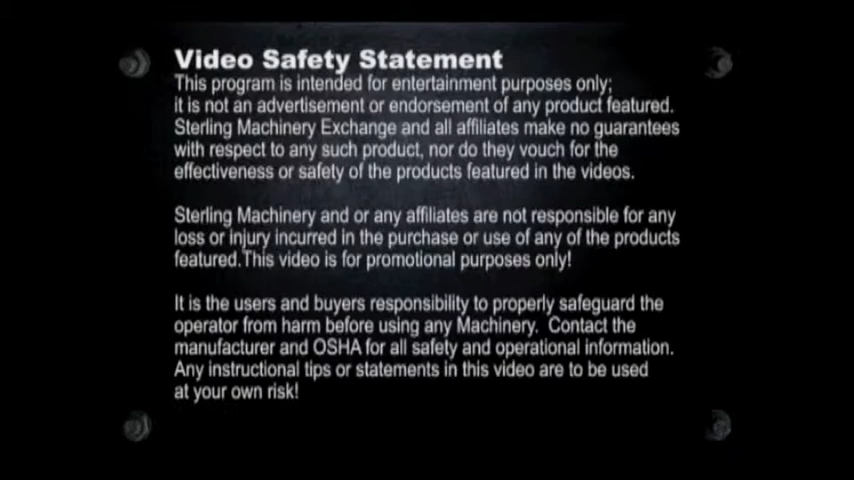 Video Safety Statement
This program is intended for entertainment purposes only;
it is not an advertisement or endorsement of any product featured.
Sterling Machinery Exchange and all affiliates make no guarantees
with respect to any such product, nor do they vouch for the
effectiveness or safety of the products featured in the videos.
Sterling Machinery and or any affiliates are not responsible for any
loss or injury incurred in the purchase or use of any of the products
featured.This video is for promotional purposes only!
It is the users and buyers responsibility to properly safeguard the
operator from harm before using any Machinery. Contact the
manufacturer and OSHA for all safety and operational information.
Any instructional tips or statements in this video are to be used
at your own risk!